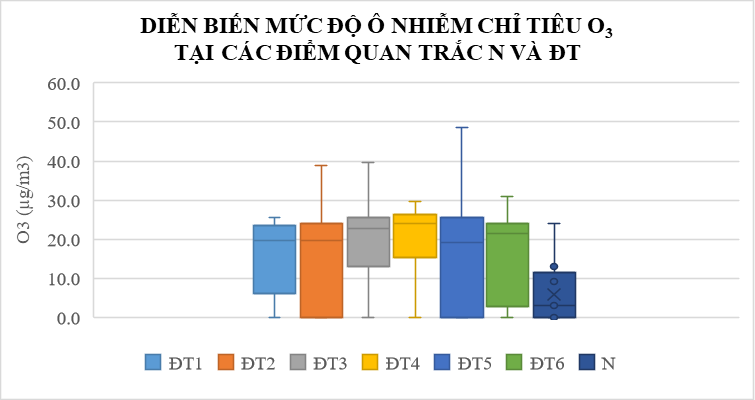 DIỄN BIẾN MỨC ĐỘ Ô NHIỄM CHỈ TIÊU O₃
TẠI CÁC ĐIỂM QUAN TRẮC N VÀ ĐT
60.0
50.0
40.0
30.0
20.0
10.0
0.0
O3 (µg/m3)
ĐT1 ĐT2 ĐT3 ĐT4 ĐT5 ĐT6 N